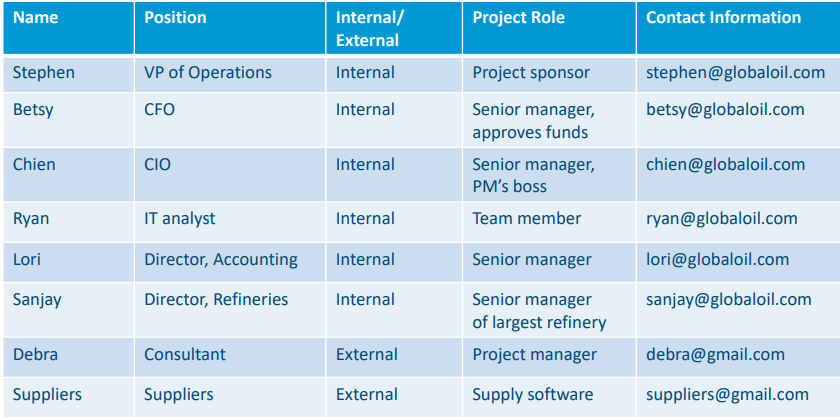 Name Position Internal/ Project Role Contact Information
External
Stephen VP of Operations Internal Project sponsor stephen@globaloil.com
Betsy CFO Internal Senior manager, betsy@globaloil.com
approves funds
Chien CIO Internal Senior manager, chien@globaloil.com
PM's boss
Ryan IT analyst Internal Team member ryan@globaloil.com
Lori Director, Accounting Internal Senior manager lori@globaloil.com
Sanjay Director, Refineries Internal Senior manager sanjay@globaloil.com
of largest refinery
Debra Consultant External Project manager debra@gmail.com
Suppliers Suppliers External Supply software suppliers@gmail.com